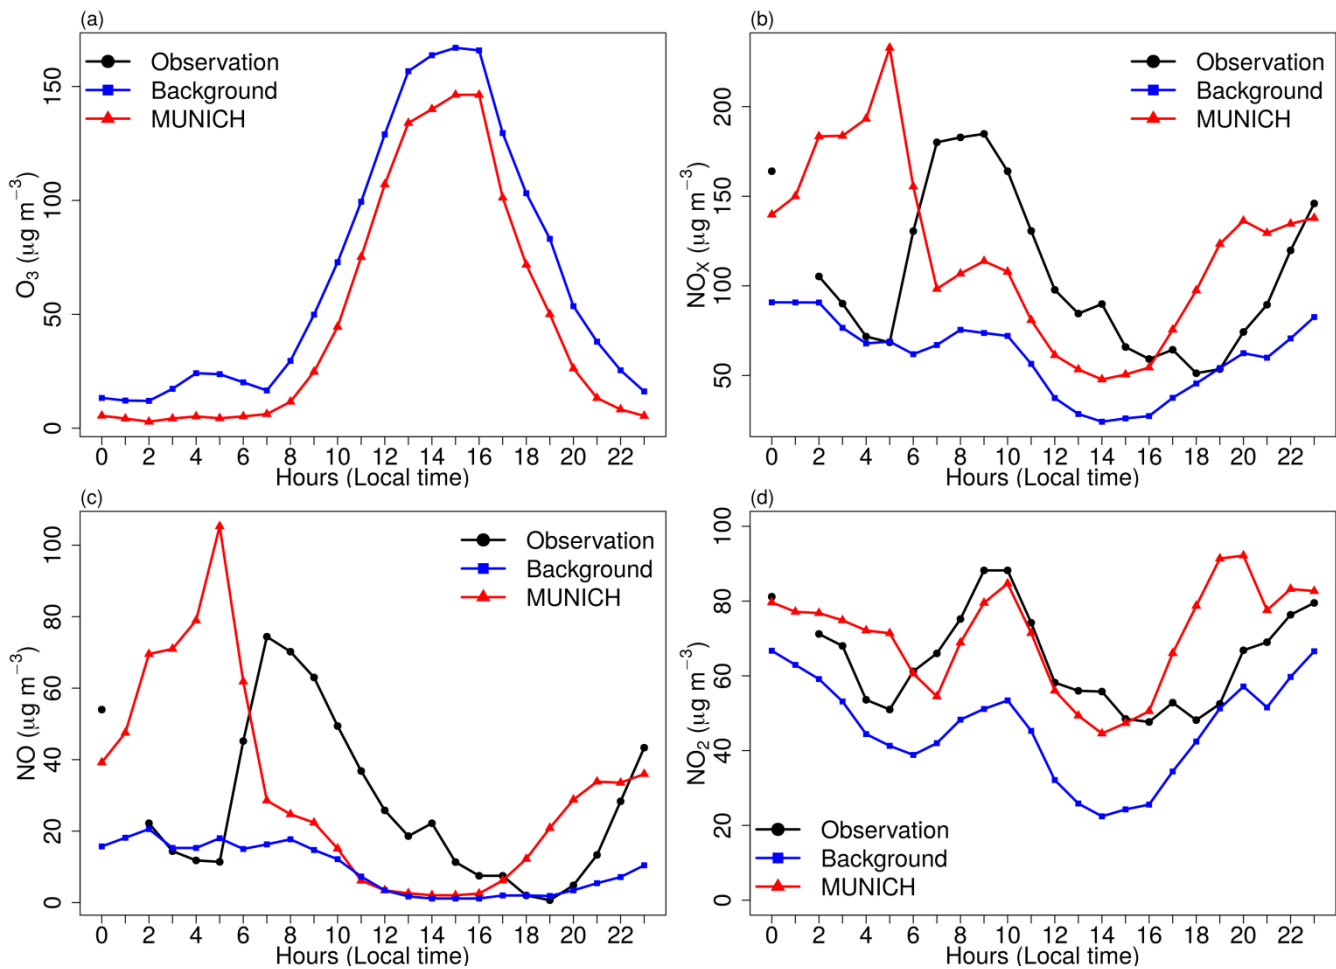 (a)
O3 (μg m−3)
150
100
50
0
Observation
Background
MUNICH
0 2 4 6 8 10 12 14 16 18 20 22
Hours (Local time)
(b)
NOX (μg m−3)
200
150
100
50
Observation
Background
MUNICH
0 2 4 6 8 10 12 14 16 18 20 22
Hours (Local time)
(c)
NO (μg m−3)
100
80
60
40
20
0
Observation
Background
MUNICH
0 2 4 6 8 10 12 14 16 18 20 22
Hours (Local time)
(d)
NO2 (μg m−3)
100
80
60
40
20
0
Observation
Background
MUNICH
0 2 4 6 8 10 12 14 16 18 20 22
Hours (Local time)